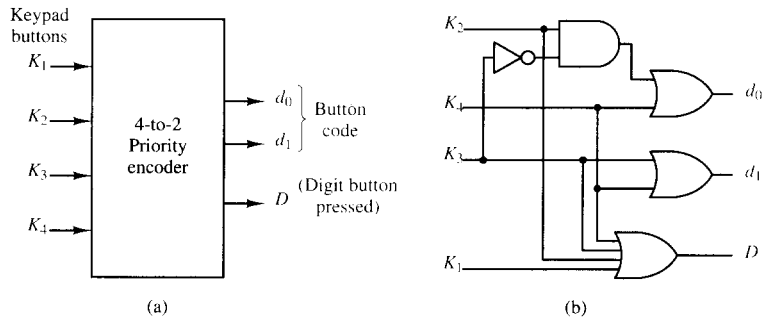 Keypad
buttons
K1
K2
K3
K4
4-to-2
Priority
encoder
d0
d1
D
Button
code
(Digit button
pressed)
(a)
K2
K4
K3
K1
d0
d1
D
(b)